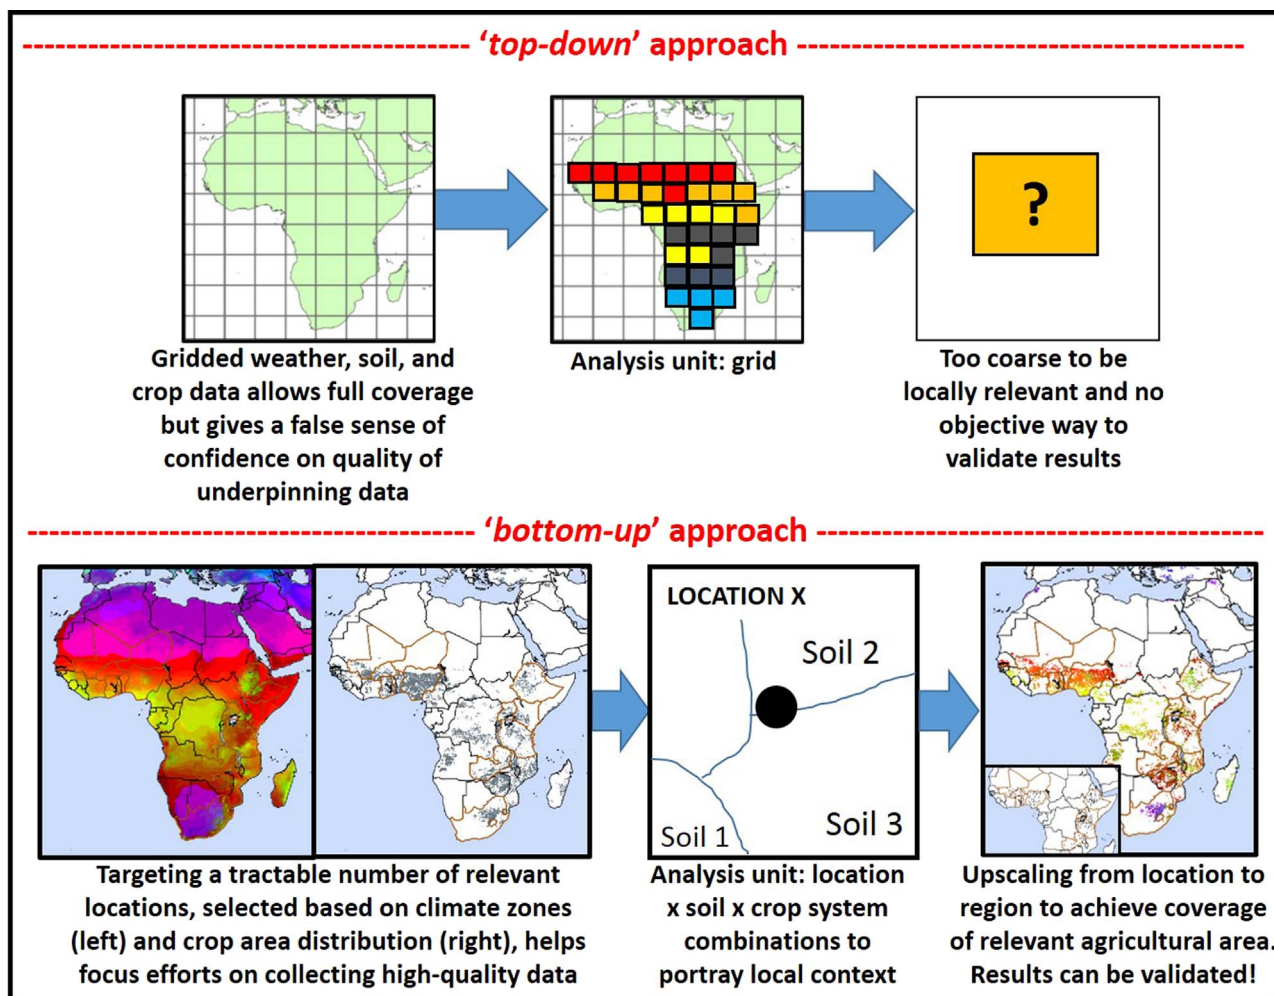 ‘top-down’ approach
Gridded weather, soil, and
crop data allows full coverage
but gives a false sense of
confidence on quality of
underpinning data
Analysis unit: grid
?
Too coarse to be
locally relevant and no
objective way to
validate results
‘bottom-up’ approach
Targeting a tractable number of relevant
locations, selected based on climate zones
(left) and crop area distribution (right), helps
focus efforts on collecting high-quality data
LOCATION X
Soil 2
Soil 3
Soil 1
Analysis unit: location
x soil x crop system
combinations to
portray local context
Upscaling from location to
region to achieve coverage
of relevant agricultural area.
Results can be validated!